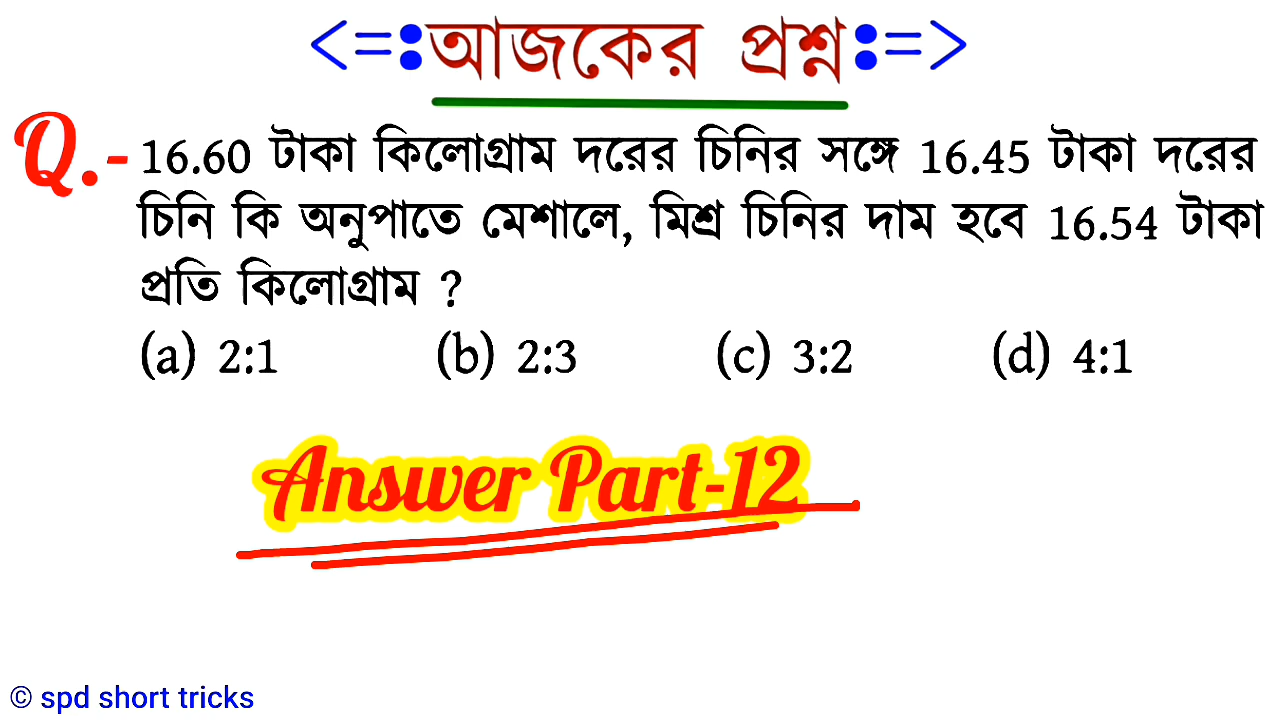 <=:আজকের প্রশ্ন:=>
Q.- 16.60 টাকা কিলোগ্রাম দরের চিনির সঙ্গে 16.45 টাকা দরের
চিনি কি অনুপাতে মেশালে, মিশ্র চিনির দাম হবে 16.54 টাকা
প্রতি কিলোগ্রাম ?
(a) 2:1 (b) 2:3 (c) 3:2 (d) 4:1
Answer Part-12
© spd short tricks